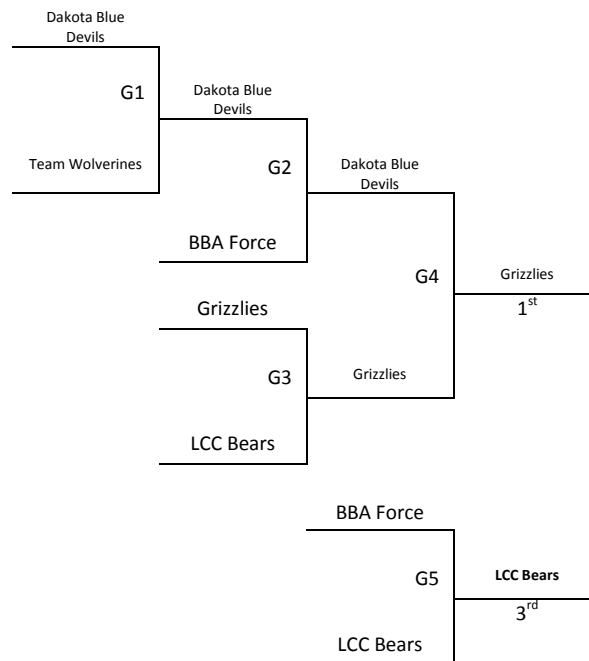 Dakota Blue
Devils
G1
Dakota Blue
Devils
Team Wolverines
G2
Dakota Blue
Devils
BBA Force
G4
Grizzlies
1st
Grizzlies
G3
Grizzlies
LCC Bears
BBA Force
G5
LCC Bears
3rd
LCC Bears